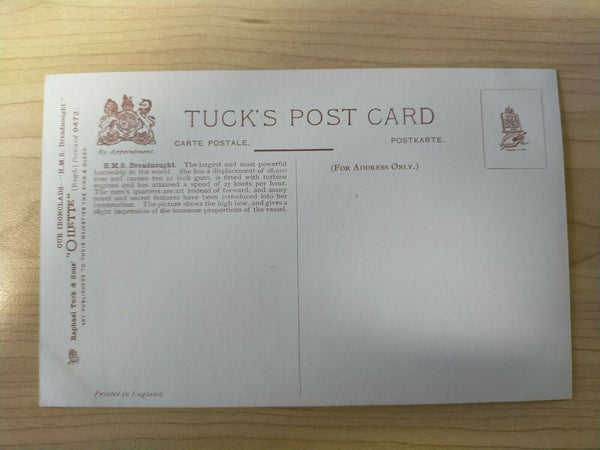 TUCK'S POST CARD
CARTE POSTALE.
POSTKARTE.
By Appointment.
(FOR ADDRESS ONLY.)
H.M.S. Dreadnought. The largest and most powerful
battleship in the world. She has a displacement of 18,000
tons and carries ten 12 inch guns, is fitted with turbine
engines and has attained a speed of 25 knots per hour.
The men's quarters are aft instead of forward, and many
novel and secret features have been introduced into her
construction. The picture shows the high bow, and gives a
slight impression of the immense proportions of the vessel.
OUR IRONCLADS "H.M.S. Dreadnought."
Raphael Tuck & Sons' "OILETTE" [Regd.] Postcard 9472.
ART PUBLISHERS TO THEIR MAJESTIES THE KING & QUEEN
Printed in England.